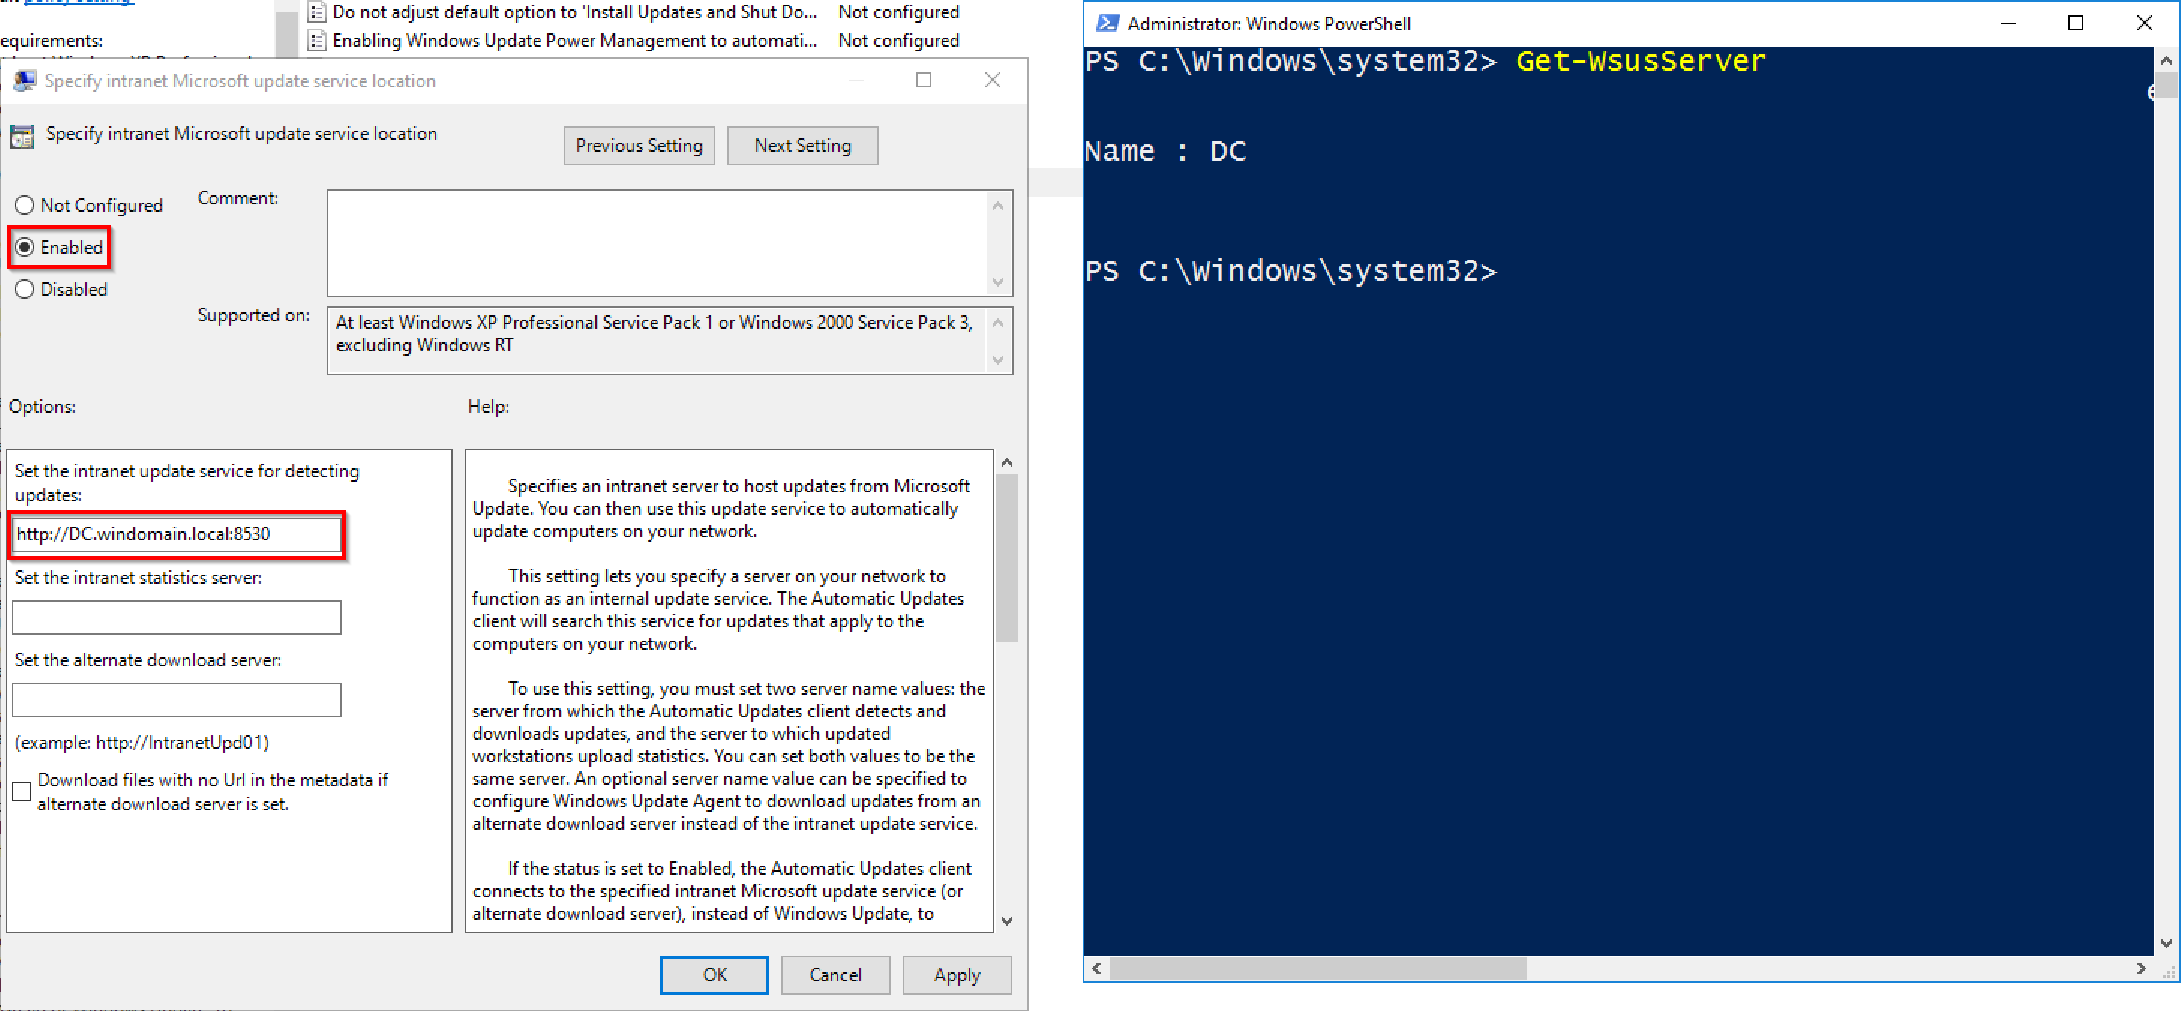 policy setting
Do not adjust default option to 'Install Updates and Shut Do... Not configured
equirements:
Enabling Windows Update Power Management to automati... Not configured
Specify intranet Microsoft update service location
Specify intranet Microsoft update service location
Previous Setting
Next Setting
Not Configured
Comment:
Enabled
Disabled
Supported on:
At least Windows XP Professional Service Pack 1 or Windows 2000 Service Pack 3,
excluding Windows RT
Options:
Help:
Set the intranet update service for detecting
updates:
http://DC.windomain.local:8530
Set the intranet statistics server:
Set the alternate download server:
(example: http://IntranetUpd01)
Download files with no Url in the metadata if
alternate download server is set.
Specifies an intranet server to host updates from Microsoft
Update. You can then use this update service to automatically
update computers on your network.
This setting lets you specify a server on your network to
function as an internal update service. The Automatic Updates
client will search this service for updates that apply to the
computers on your network.
To use this setting, you must set two server name values: the
server from which the Automatic Updates client detects and
downloads updates, and the server to which updated
workstations upload statistics. You can set both values to be the
same server. An optional server name value can be specified to
configure Windows Update Agent to download updates from an
alternate download server instead of the intranet update service.
If the status is set to Enabled, the Automatic Updates client
connects to the specified intranet Microsoft update service (or
alternate download server), instead of Windows Update, to
OK
Cancel
Apply
Administrator: Windows PowerShell
PS C:\Windows\system32> Get-WsusServer
Name : DC
PS C:\Windows\system32>